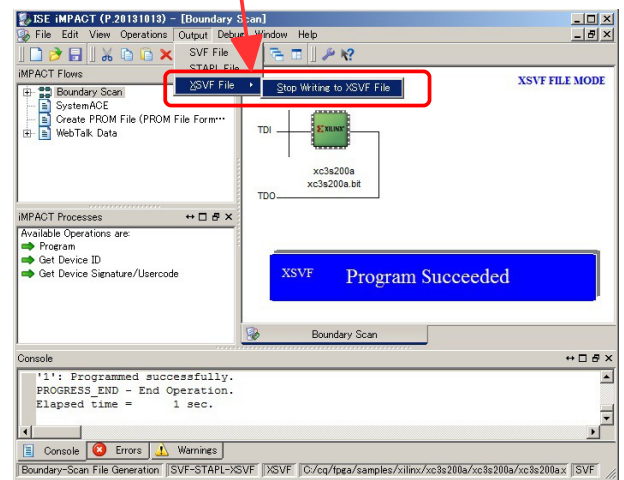 ISE iMPACT (P.20131013) - [Boundary Scan]
File Edit View Operations Output Debug Window Help
SVF File
STAPL File
XSVF File
Stop Writing to XSVF File
iMPACT Flows
Boundary Scan
SystemACE
Create PROM File (PROM File Form…
WebTalk Data
XSVF FILE MODE
TDI
XILINX
xc3s200a
xc3s200a.bit
TDO
iMPACT Processes
Available Operations are:
Program
Get Device ID
Get Device Signature/Usercode
XSVF Program Succeeded
Boundary Scan
Console
'1': Programmed successfully.
PROGRESS_END - End Operation.
Elapsed time = 1 sec.
Console Errors Warnings
Boundary-Scan File Generation SVF-STAPL-XSVF XSVF C:/cq/fpga/samples/xilinx/xc3s200a/xc3s200a/xc3s200a.x SVF